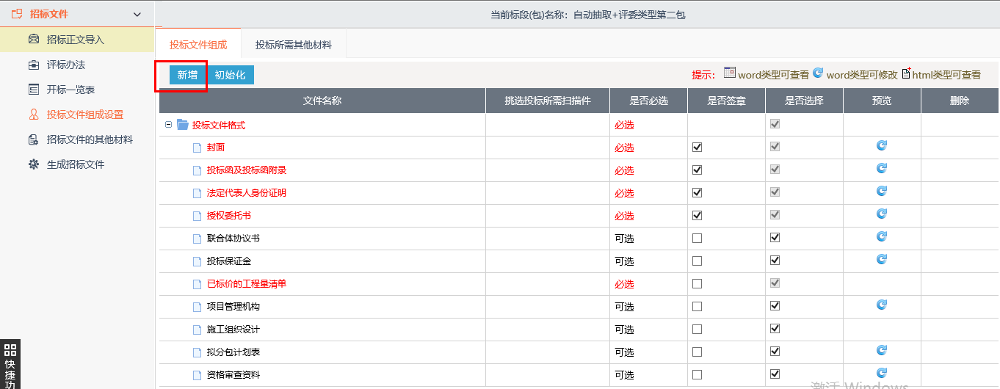 招标文件
当前标段(包)名称：自动抽取+评委类型第二包
招标正文导入
评标办法
开标一览表
投标文件组成设置
招标文件的其他材料
生成招标文件
快
捷
功
投标文件组成 投标所需其他材料
新增 初始化 提示： word类型可查看 word类型可修改 html类型可查看
文件名称 挑选投标所需扫描件 是否必选 是否签章 是否选择 预览 删除
投标文件格式 必选
封面 必选
投标函及投标函附录 必选
法定代表人身份证明 必选
授权委托书 必选
联合体协议书 可选
投标保证金 可选
已标价的工程量清单 必选
项目管理机构 可选
施工组织设计 可选
拟分包计划表 可选
资格审查资料 可选
激活 Windows